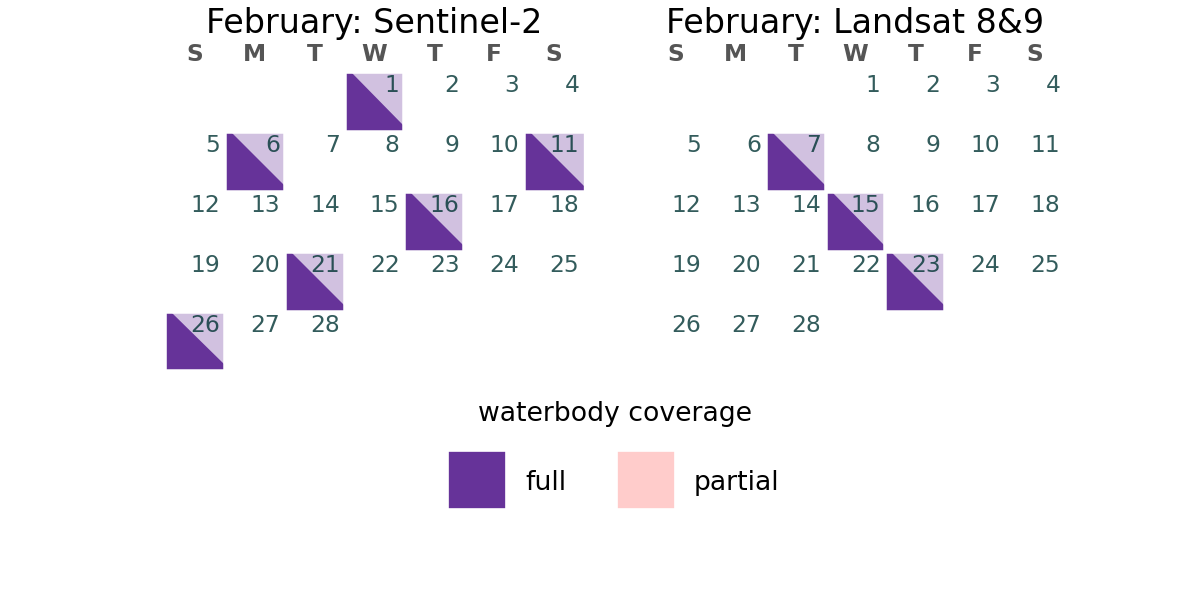 February: Sentinel-2
S M T W T F S
1 2 3 4
5 6 7 8 9 10 11
12 13 14 15 16 17 18
19 20 21 22 23 24 25
26 27 28
February: Landsat 8&9
S M T W T F S
1 2 3 4
5 6 7 8 9 10 11
12 13 14 15 16 17 18
19 20 21 22 23 24 25
26 27 28
waterbody coverage
full partial